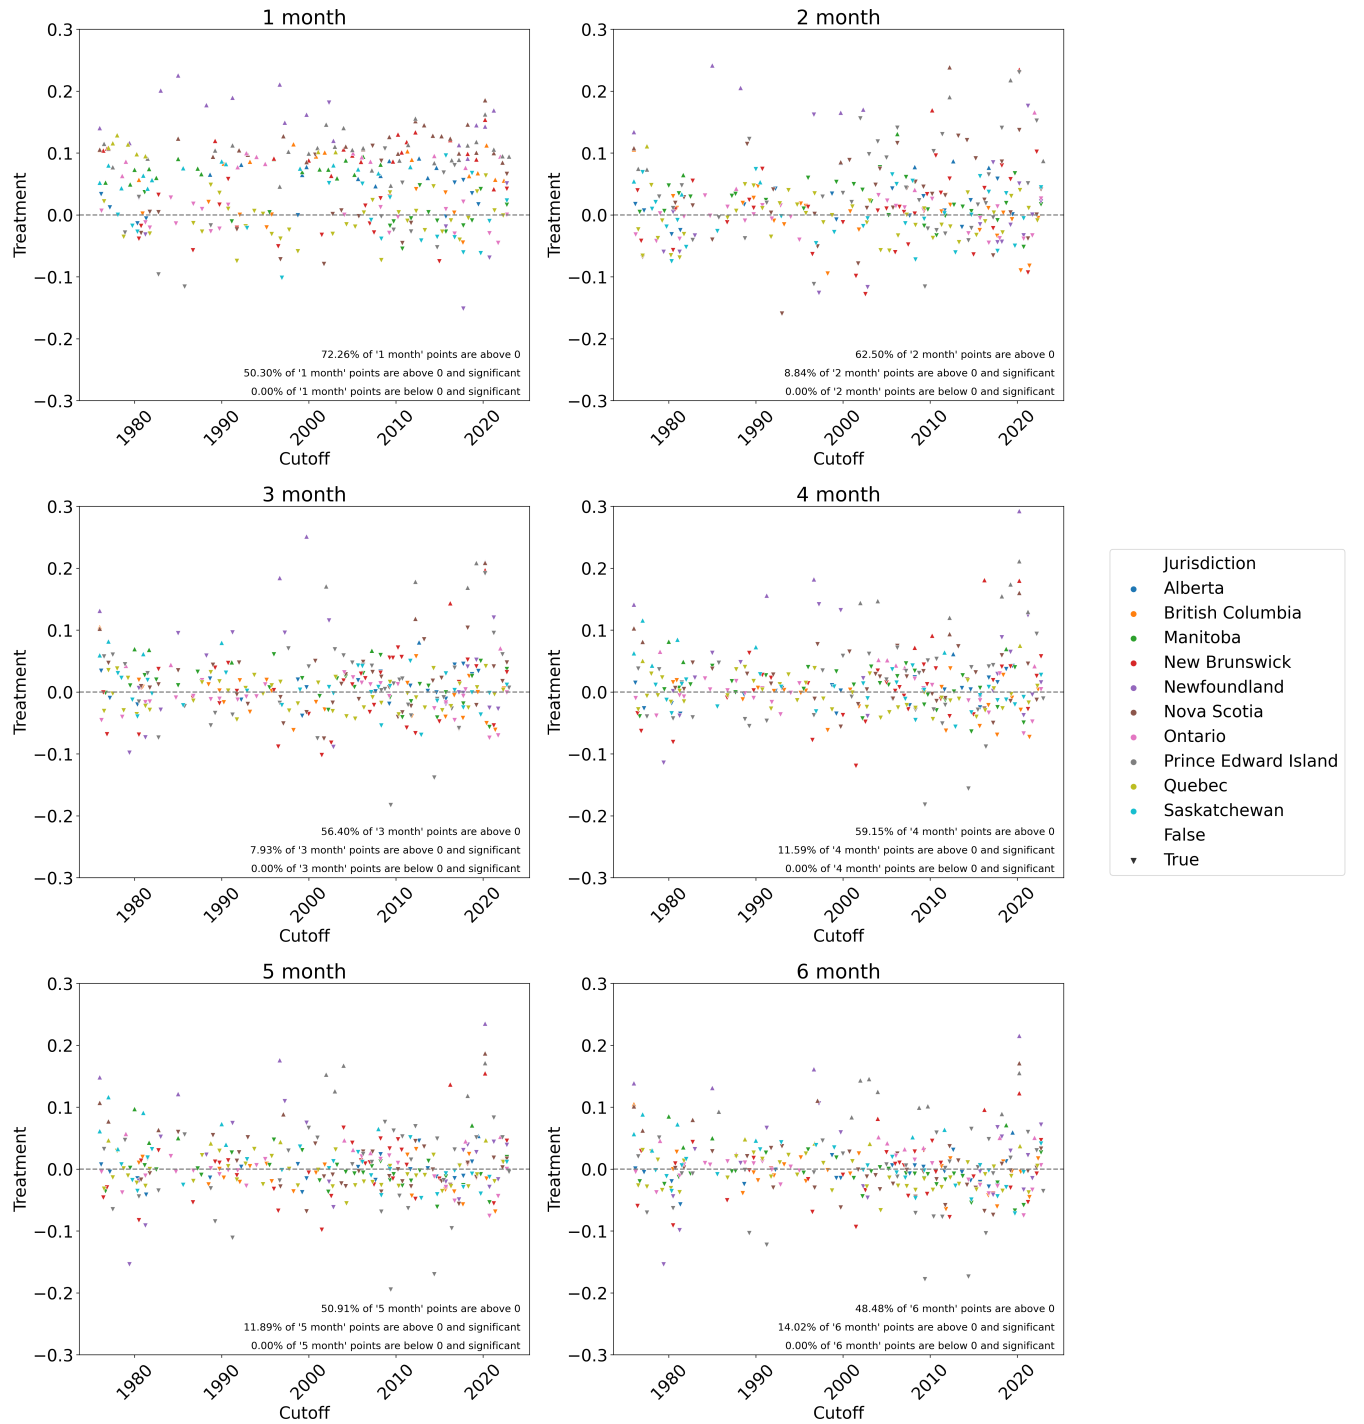 1 month
0.3
0.2
0.1
0.0
−0.1
−0.2
−0.3
Treatment
72.26% of '1 month' points are above 0
50.30% of '1 month' points are above 0 and significant
0.00% of '1 month' points are below 0 and significant
1980
1990
2000
2010
2020
Cutoff
2 month
0.3
0.2
0.1
0.0
−0.1
−0.2
−0.3
Treatment
62.50% of '2 month' points are above 0
8.84% of '2 month' points are above 0 and significant
0.00% of '2 month' points are below 0 and significant
1980
1990
2000
2010
2020
Cutoff
3 month
0.3
0.2
0.1
0.0
−0.1
−0.2
−0.3
Treatment
56.40% of '3 month' points are above 0
7.93% of '3 month' points are above 0 and significant
0.00% of '3 month' points are below 0 and significant
1980
1990
2000
2010
2020
Cutoff
4 month
0.3
0.2
0.1
0.0
−0.1
−0.2
−0.3
Treatment
59.15% of '4 month' points are above 0
11.59% of '4 month' points are above 0 and significant
0.00% of '4 month' points are below 0 and significant
1980
1990
2000
2010
2020
Cutoff
Jurisdiction
Alberta
British Columbia
Manitoba
New Brunswick
Newfoundland
Nova Scotia
Ontario
Prince Edward Island
Quebec
Saskatchewan
False
True
5 month
0.3
0.2
0.1
0.0
−0.1
−0.2
−0.3
Treatment
50.91% of '5 month' points are above 0
11.89% of '5 month' points are above 0 and significant
0.00% of '5 month' points are below 0 and significant
1980
1990
2000
2010
2020
Cutoff
6 month
0.3
0.2
0.1
0.0
−0.1
−0.2
−0.3
Treatment
48.48% of '6 month' points are above 0
14.02% of '6 month' points are above 0 and significant
0.00% of '6 month' points are below 0 and significant
1980
1990
2000
2010
2020
Cutoff